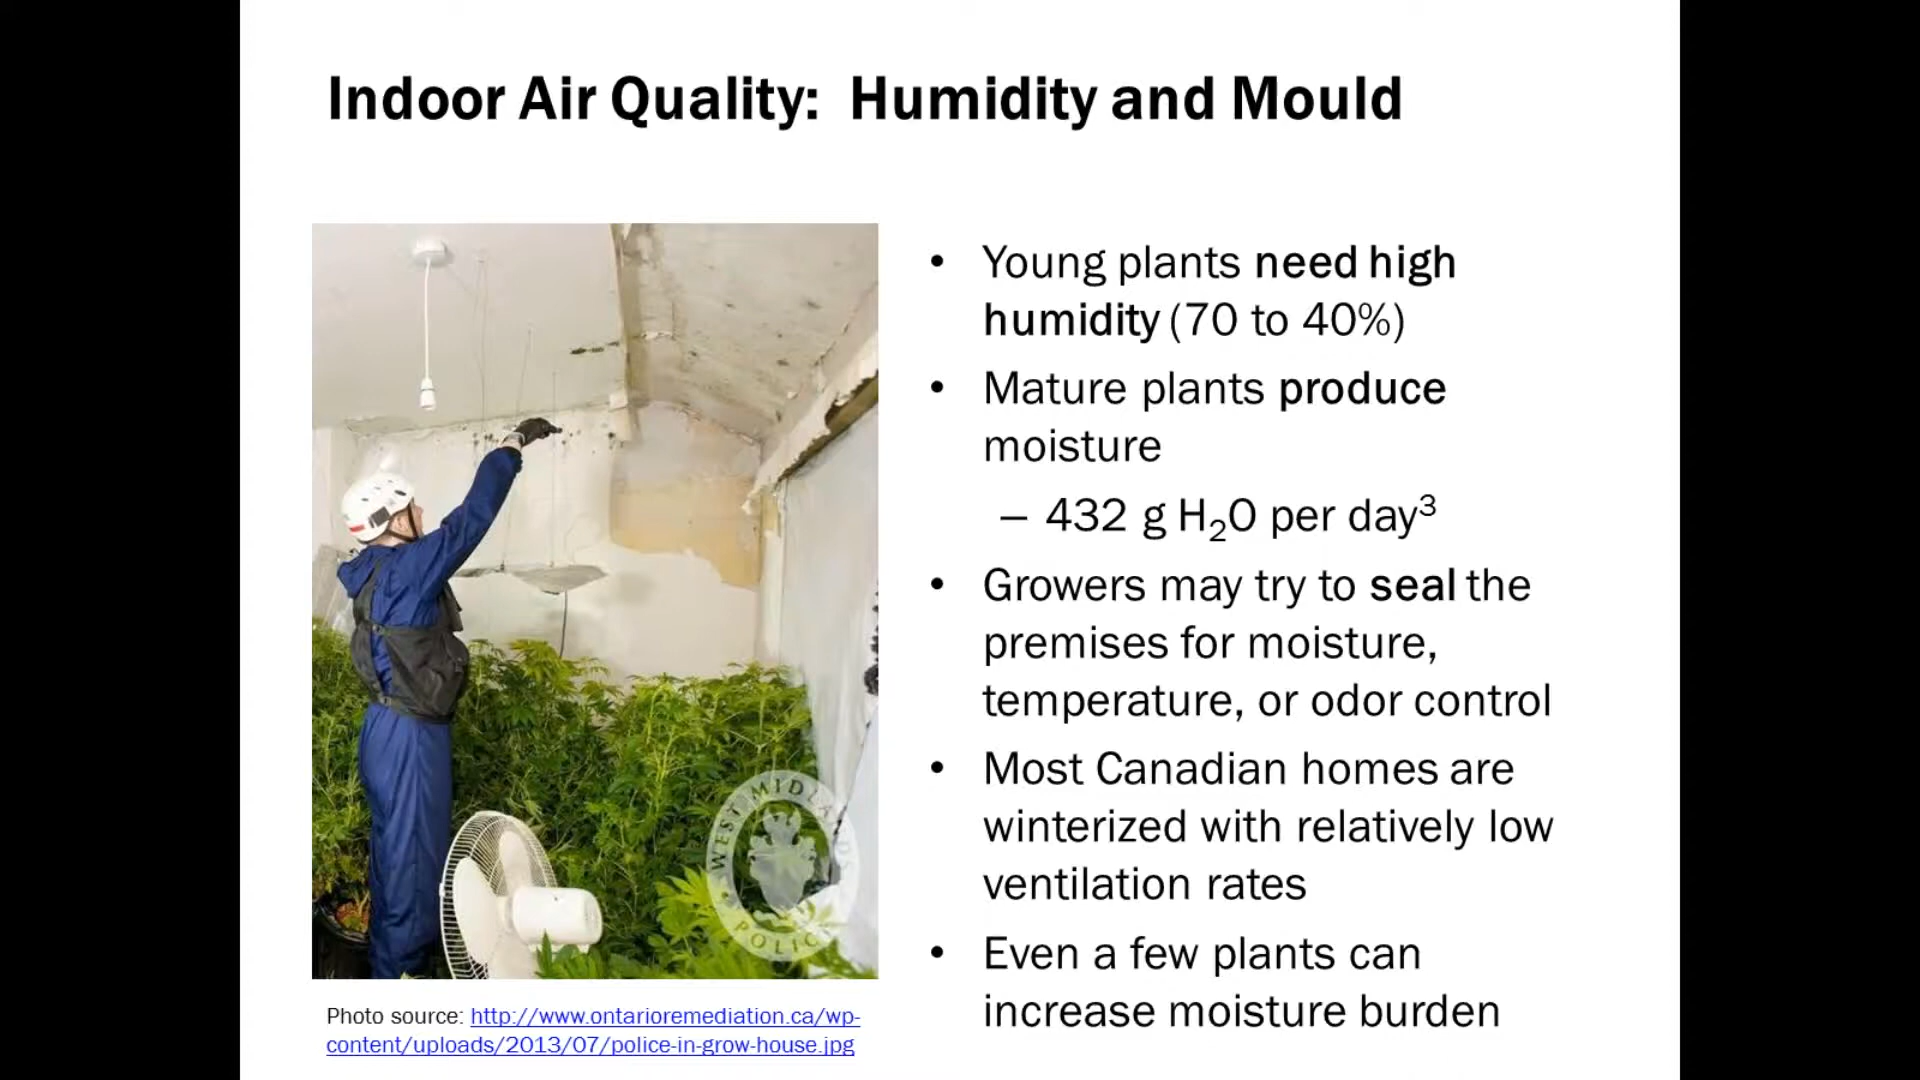 Indoor Air Quality: Humidity and Mould
• Young plants need high
humidity (70 to 40%)
• Mature plants produce
moisture
– 432 g H₂O per day³
• Growers may try to seal the
premises for moisture,
temperature, or odor control
• Most Canadian homes are
winterized with relatively low
ventilation rates
• Even a few plants can
increase moisture burden
WEST MIDLANDS
POLICE
Photo source: http://www.ontarioremediation.ca/wp-
content/uploads/2013/07/police-in-grow-house.jpg